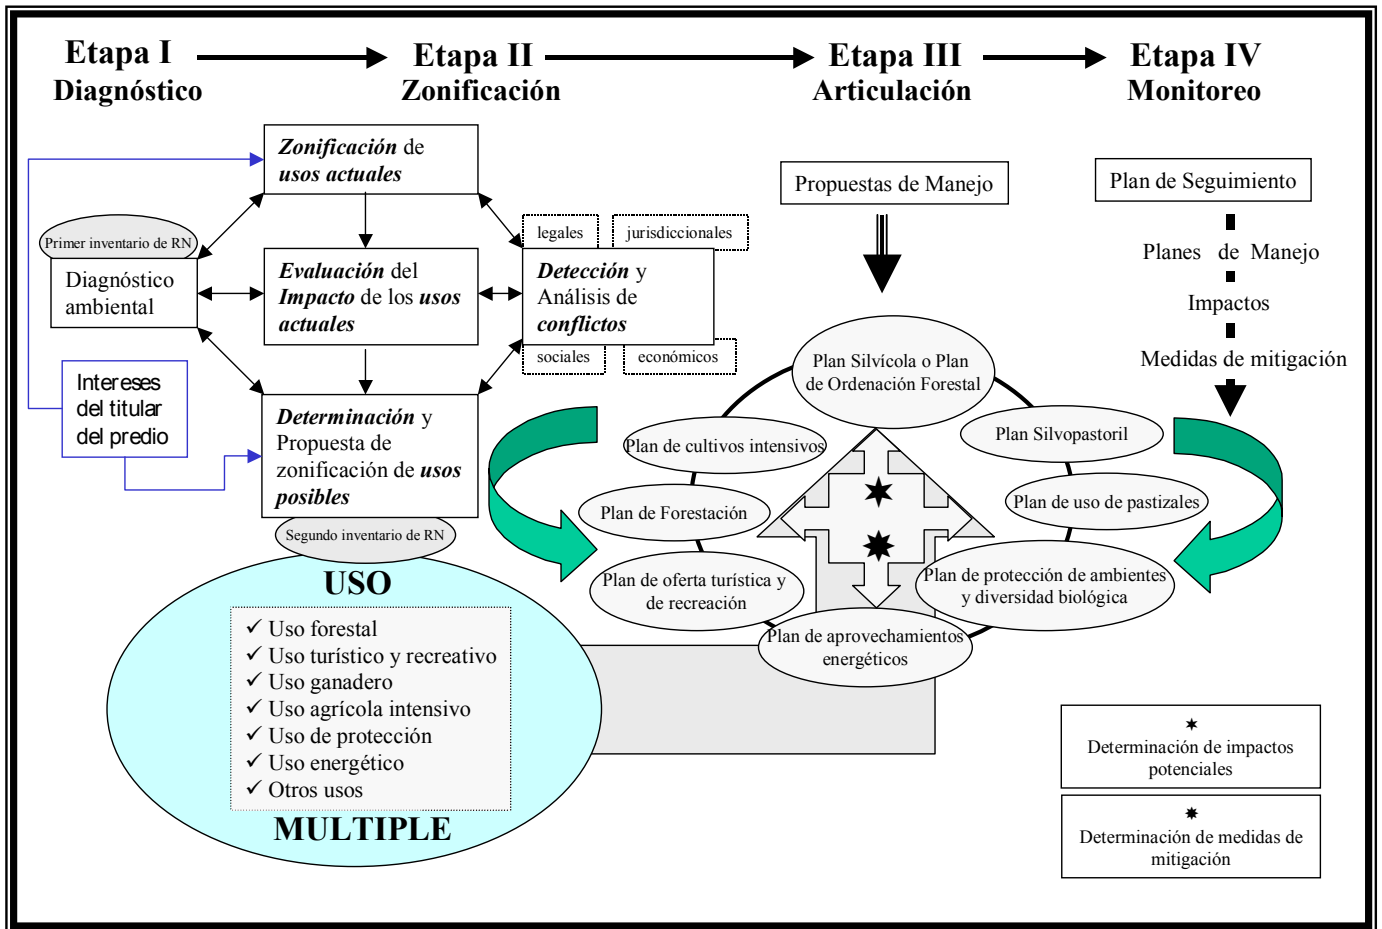 Etapa I
Diagnóstico
Etapa II
Zonificación
Etapa III
Articulación
Etapa IV
Monitoreo
Zonificación de
usos actuales
Primer inventario de RN
Diagnóstico
ambiental
Evaluación del
Impacto de los usos
actuales
legales
jurisdiccionales
Detección y
Análisis de
conflictos
sociales
económicos
Intereses
del titular
del predio
Determinación y
Propuesta de
zonificación de usos
posibles
Segundo inventario de RN
USO
✓ Uso forestal
✓ Uso turístico y recreativo
✓ Uso ganadero
✓ Uso agrícola intensivo
✓ Uso de protección
✓ Uso energético
✓ Otros usos
MULTIPLE
Propuestas de Manejo
Plan Silvícola o Plan
de Ordenación Forestal
Plan de cultivos intensivos
Plan Silvopastoril
Plan de Forestación
Plan de uso de pastizales
Plan de oferta turística y
de recreación
Plan de protección de ambientes
y diversidad biológica
Plan de aprovechamientos
energéticos
Plan de Seguimiento
Planes de Manejo
Impactos
Medidas de mitigación
Determinación de impactos
potenciales
Determinación de medidas de
mitigación